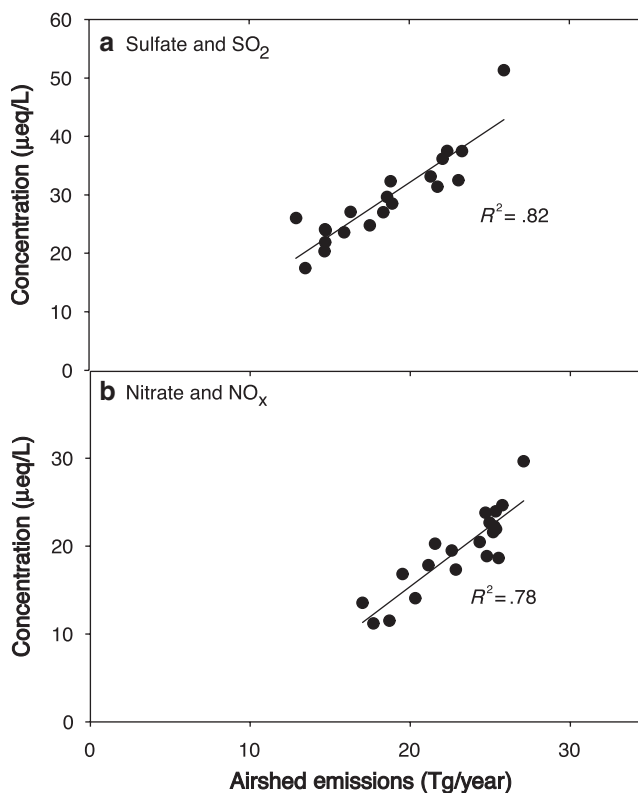 60
a Sulfate and SO2
50
40
30
20
10
0
Concentration (µeq/L)
R2= .82
b Nitrate and NOx
30
20
10
0
Concentration (µeq/L)
R2= .78
0 10 20 30
Airshed emissions (Tg/year)